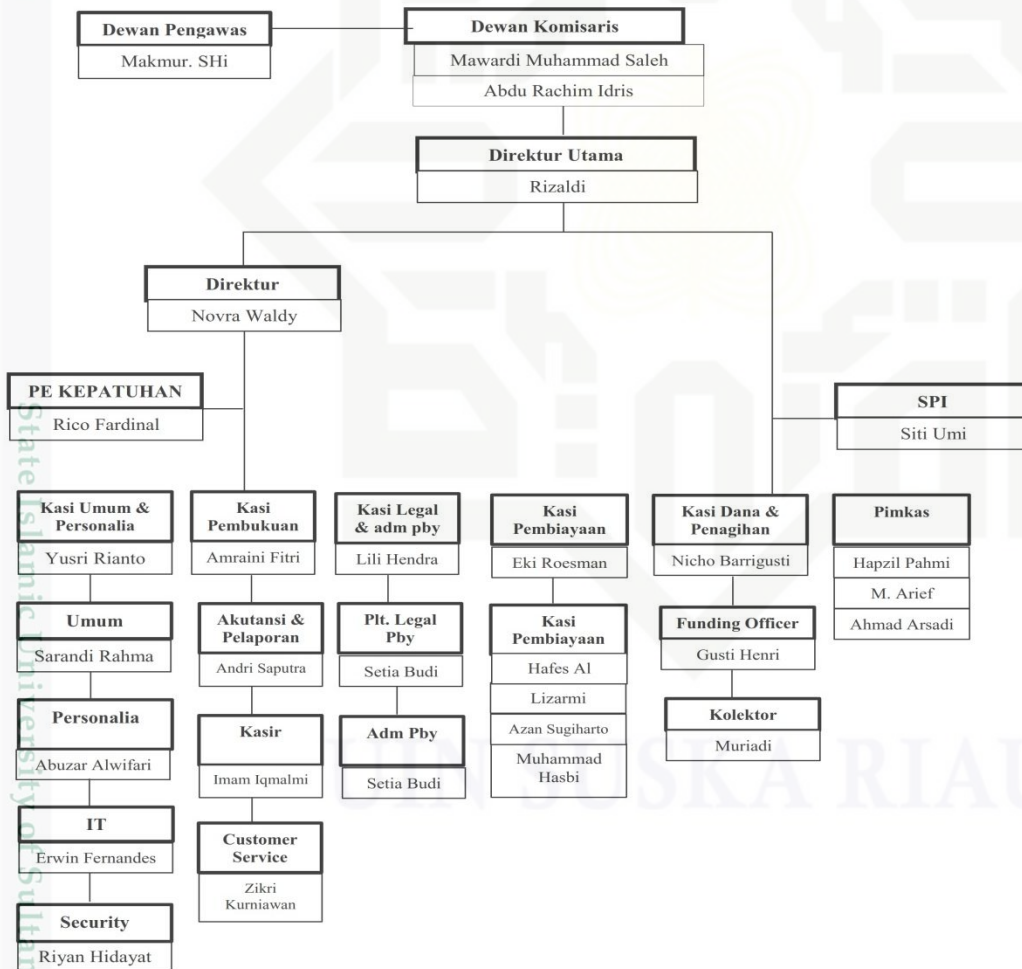 Dewan Pengawas
Makmur. SHi
Dewan Komisaris
Mawardi Muhammad Saleh
Abdu Rachim Idris
Direktur Utama
Rizaldi
Direktur
Novra Waldy
PE KEPATUHAN
Rico Fardinal
SPI
Siti Umi
Kasi Umum &
Personalia
Yusri Rianto
Umum
Sarandi Rahma
Personalia
Abuzar Alwifari
IT
Erwin Fernandes
Security
Riyan Hidayat
Kasi
Pembukuan
Amraini Fitri
Akutansi &
Pelaporan
Andri Saputra
Kasir
Imam Iqmalmi
Customer
Service
Zikri
Kurniawan
Kasi Legal
& adm pby
Lili Hendra
Plt. Legal
Pby
Setia Budi
Adm Pby
Setia Budi
Kasi
Pembiayaan
Eki Roesman
Kasi
Pembiayaan
Hafes Al
Lizarmi
Azan Sugiharto
Muhammad
Hasbi
Kasi Dana &
Penagihan
Nicho Barrigusti
Funding Officer
Gusti Henri
Kolektor
Muriadi
Pimkas
Hapzil Pahmi
M. Arief
Ahmad Arsadi
State Islamic University of Sultan
UIN SUSKA RIAU